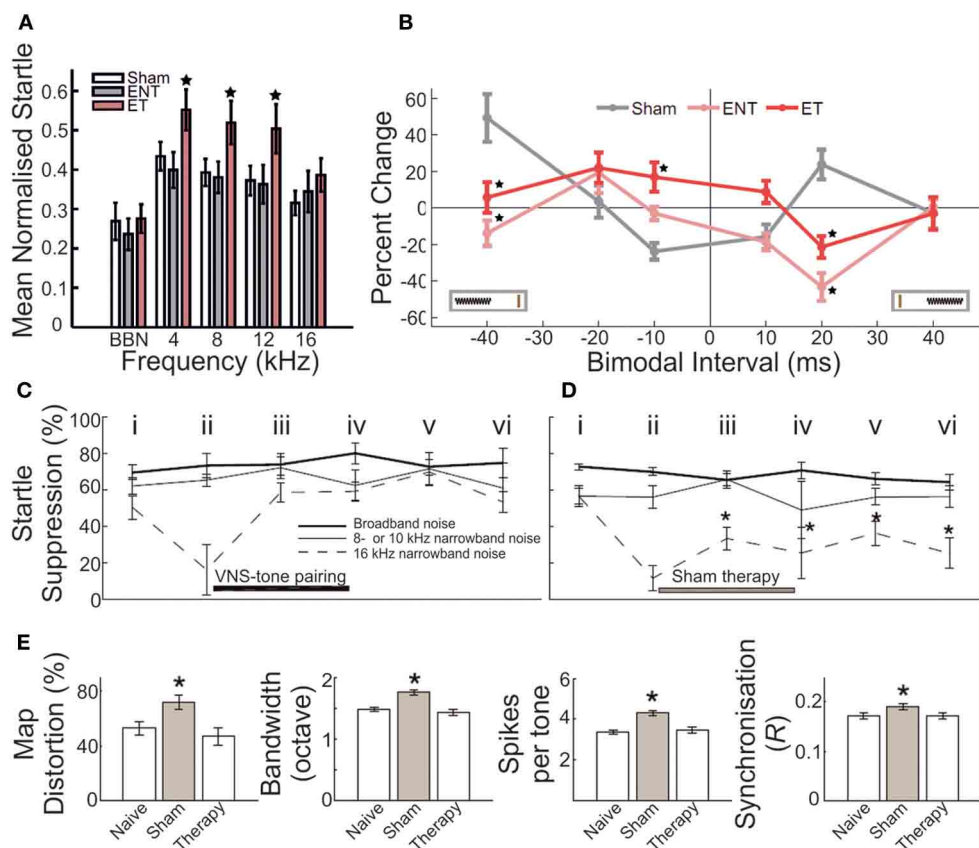 A
Mean Normalised Startle
0.6
0.5
0.4
0.3
0.2
0.1
0
Sham
ENT
ET
★ ★ ★
BBN 4 8 12 16
Frequency (kHz)
B
Percent Change
60
40
20
0
-20
-40
-60
Sham ENT ET
-40 -30 -20 -10 0 10 20 30 40
Bimodal Interval (ms)
C
Startle
Suppression (%)
100
80
60
40
20
0
i ii iii iv v vi
Broadband noise
8- or 10 kHz narrowband noise
16 kHz narrowband noise
VNS-tone pairing
D
i ii iii iv v vi
* * * *
Sham therapy
E
Map
Distortion (%)
80
40
0
*
Naive Sham Therapy
Bandwidth
(octave)
2
1
0
*
Naive Sham Therapy
Spikes
per tone
6
4
2
*
Naive Sham Therapy
Synchronisation
(R)
0.2
0.1
0
*
Naive Sham Therapy